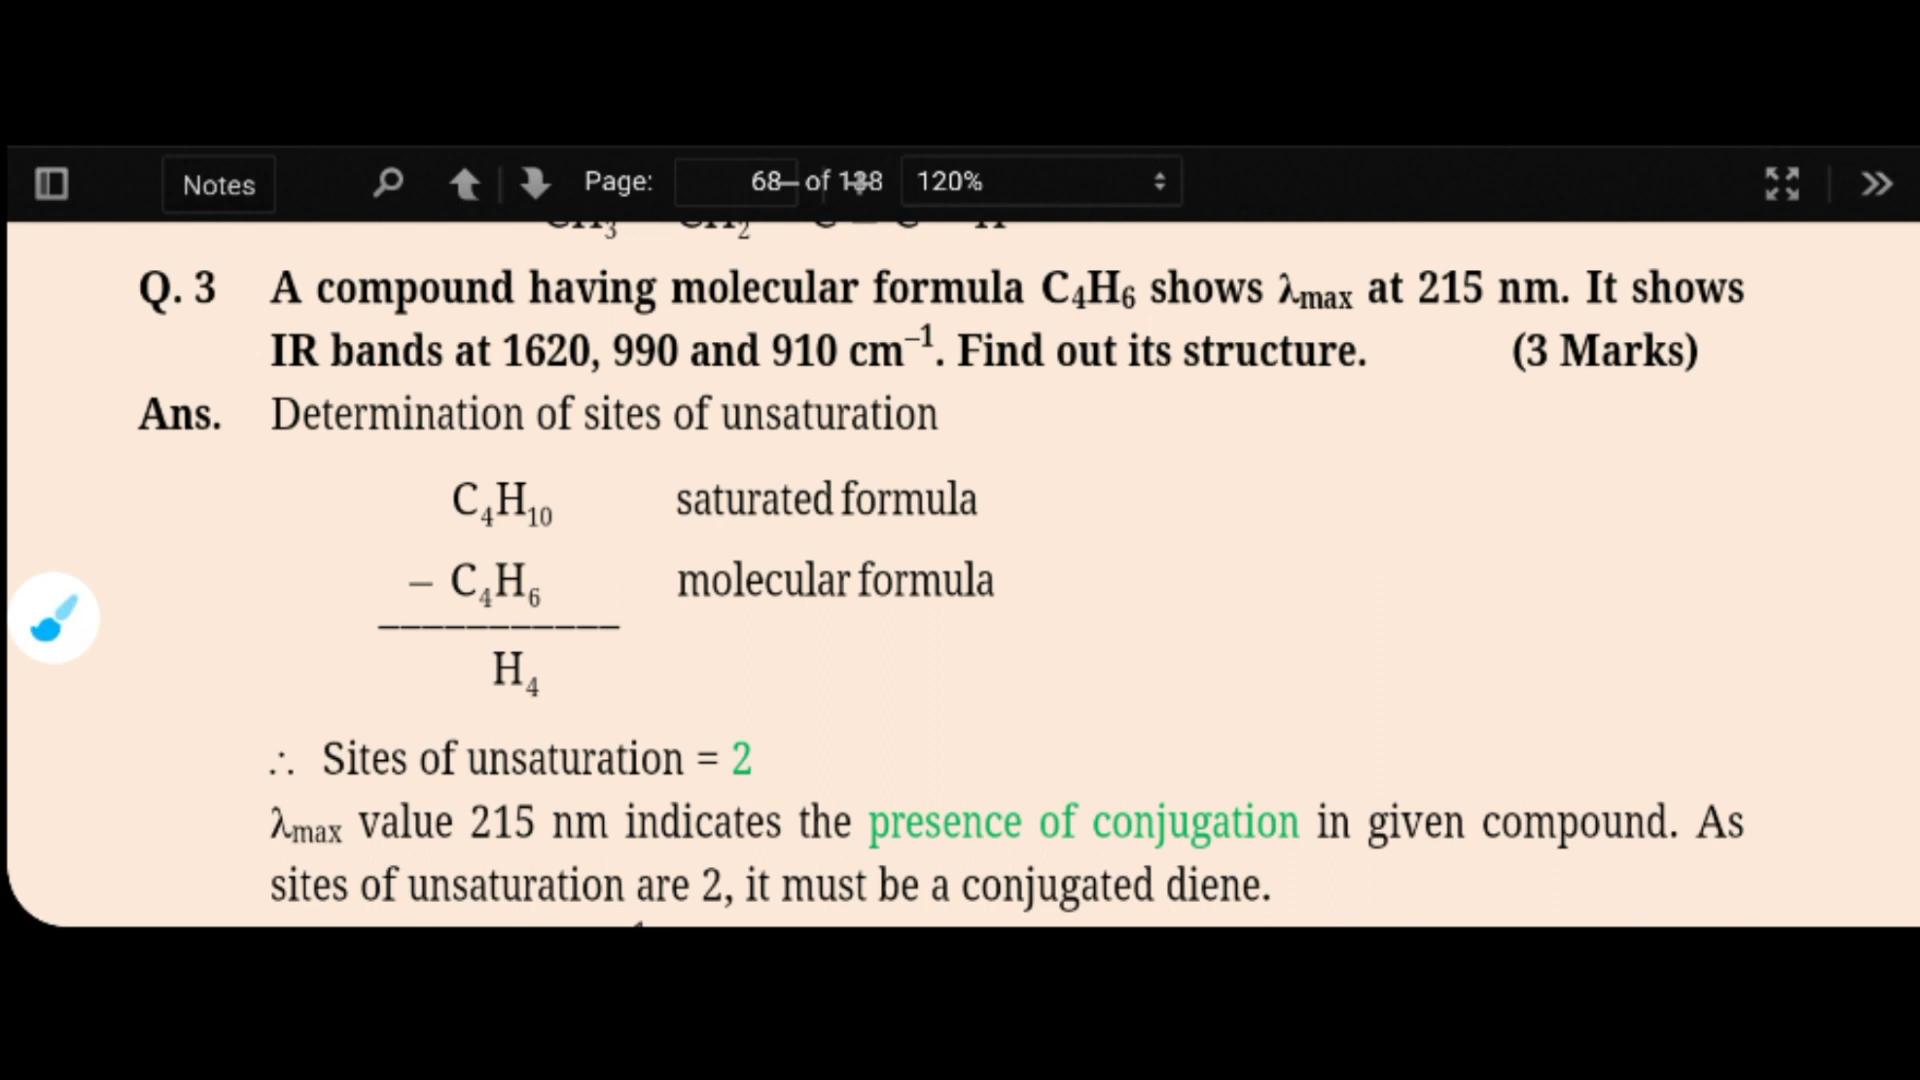 Notes Page: 68 of 138 120%
CH₃ CH₂ C ≡ C H
Q. 3 A compound having molecular formula C₄H₆ shows λmax at 215 nm. It shows
IR bands at 1620, 990 and 910 cm⁻¹. Find out its structure. (3 Marks)
Ans. Determination of sites of unsaturation
C₄H₁₀ saturated formula
– C₄H₆ molecular formula
H₄
∴ Sites of unsaturation = 2
λmax value 215 nm indicates the presence of conjugation in given compound. As
sites of unsaturation are 2, it must be a conjugated diene.